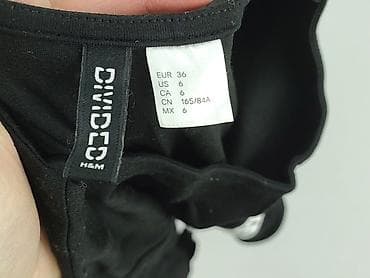 DIVIDED
H&M
EUR 36
US 6
CA 6
CN 165/84A
MX 6